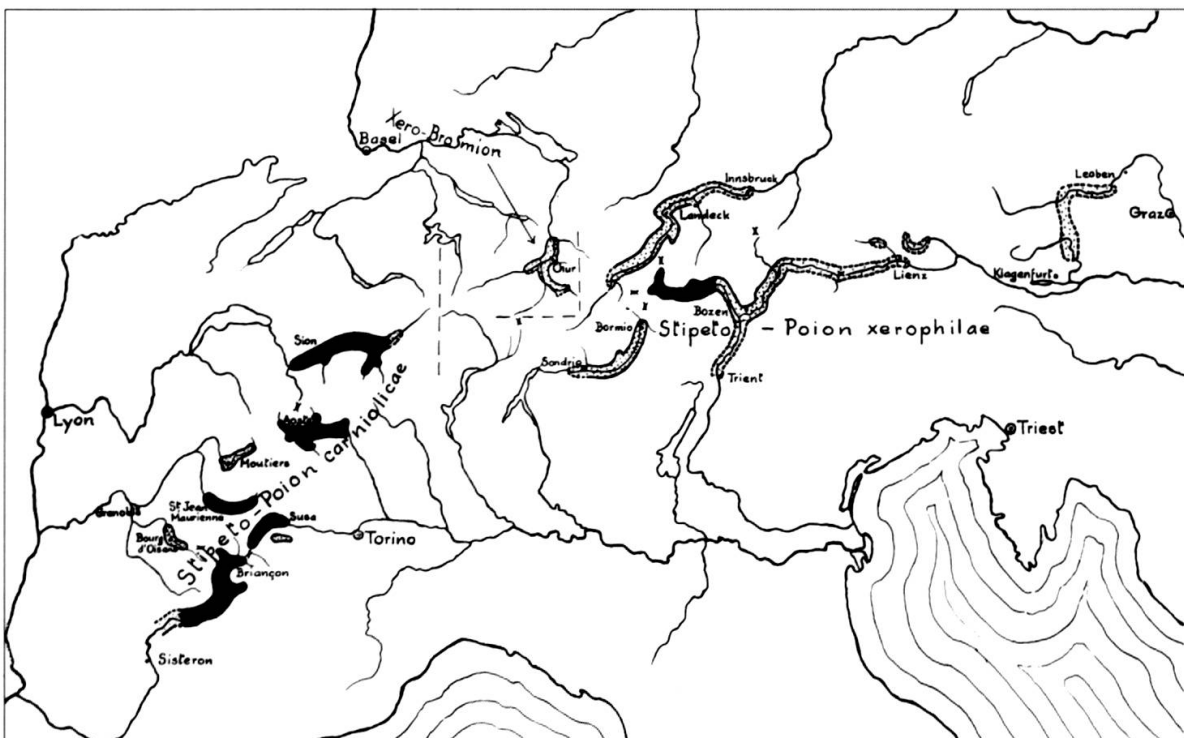 Xero-Bromion
Basel
Innsbruck
Landeck
Leoben
Graz
Chur
Lienz
Klagenfurt
Bozen
Bormio
Stipeto - Poion xerophilae
Sion
Sondrio
Trient
Lyon
Aosta
Triest
Moutiers
Stipeto-Poion carniolicae
Grenoble
St Jean
Maurienne
Susa
Bourg
d'Oisans
Torino
Briançon
Sisteron